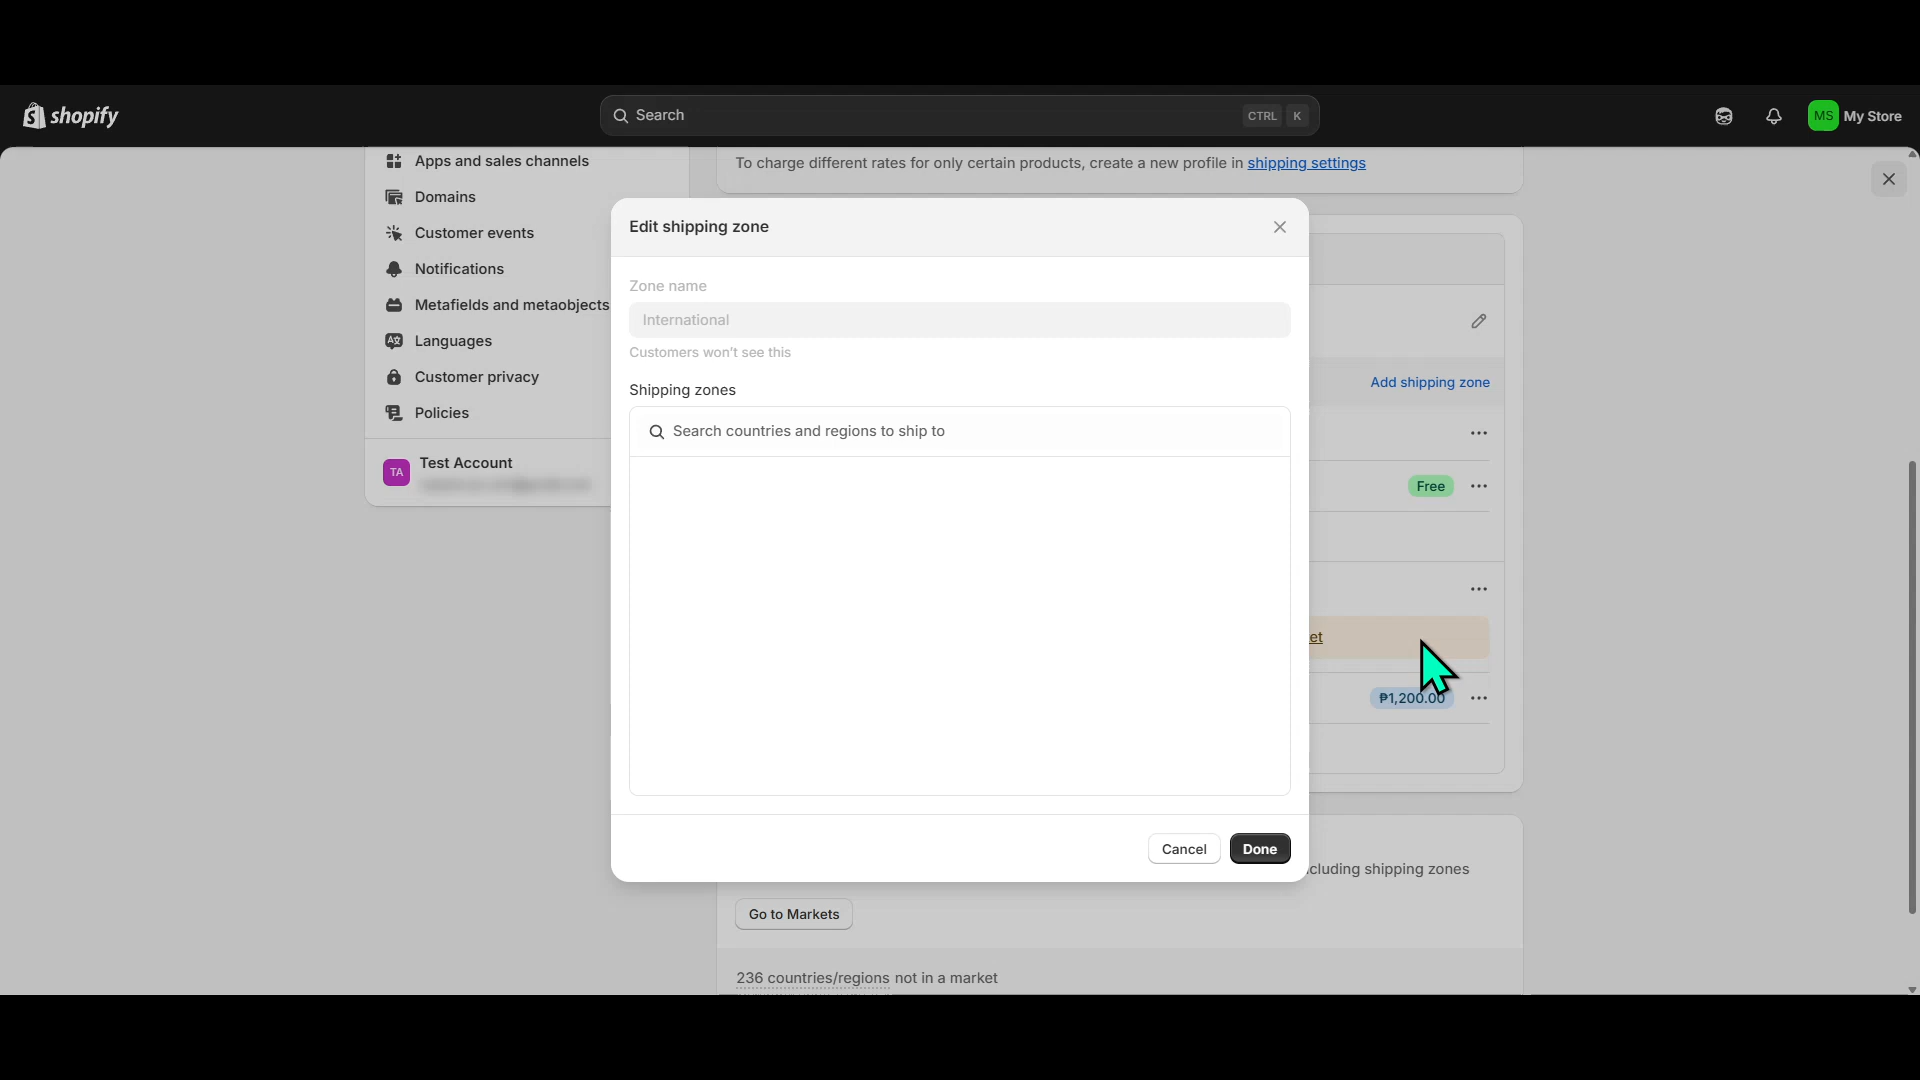 shopify
Search
CTRL K
MS My Store
Apps and sales channels
Domains
Customer events
Notifications
Metafields and metaobjects
Languages
Customer privacy
Policies
TA Test Account
To charge different rates for only certain products, create a new profile in shipping settings
Edit shipping zone
Zone name
International
Customers won't see this
Shipping zones
Search countries and regions to ship to
Cancel
Done
Add shipping zone
Free
et
₱1,200.00
cluding shipping zones
Go to Markets
236 countries/regions not in a market